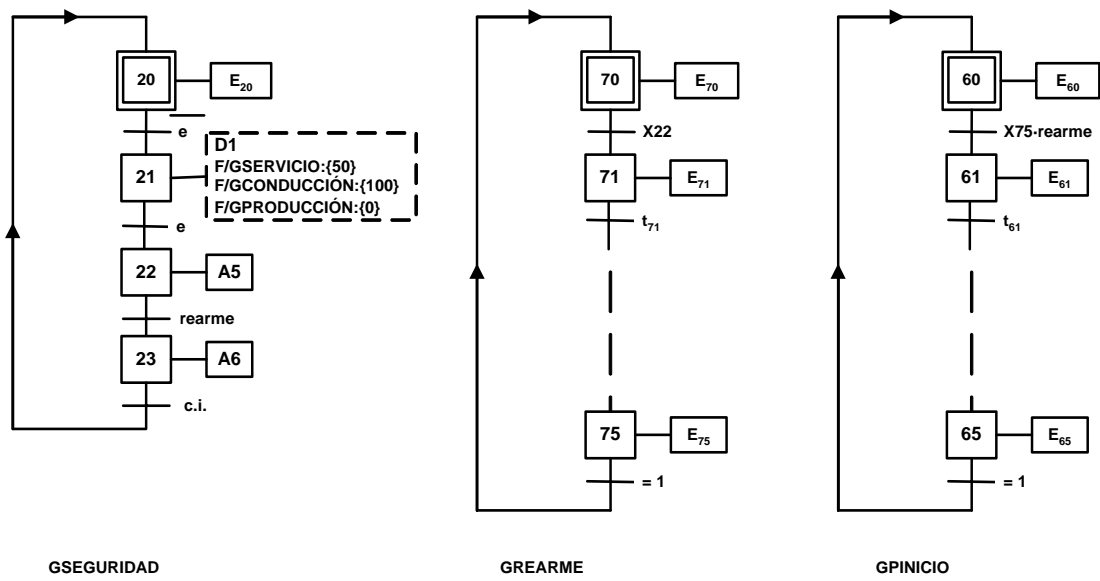 20
E20
e
21
D1
F/GSERVICIO:{50}
F/GCONDUCCIÓN:{100}
F/GPRODUCCIÓN:{0}
e
22
A5
rearme
23
A6
c.i.
GSEGURIDAD
70
E70
X22
71
E71
t71
75
E75
= 1
GREARME
60
E60
X75·rearme
61
E61
t61
65
E65
= 1
GPINICIO